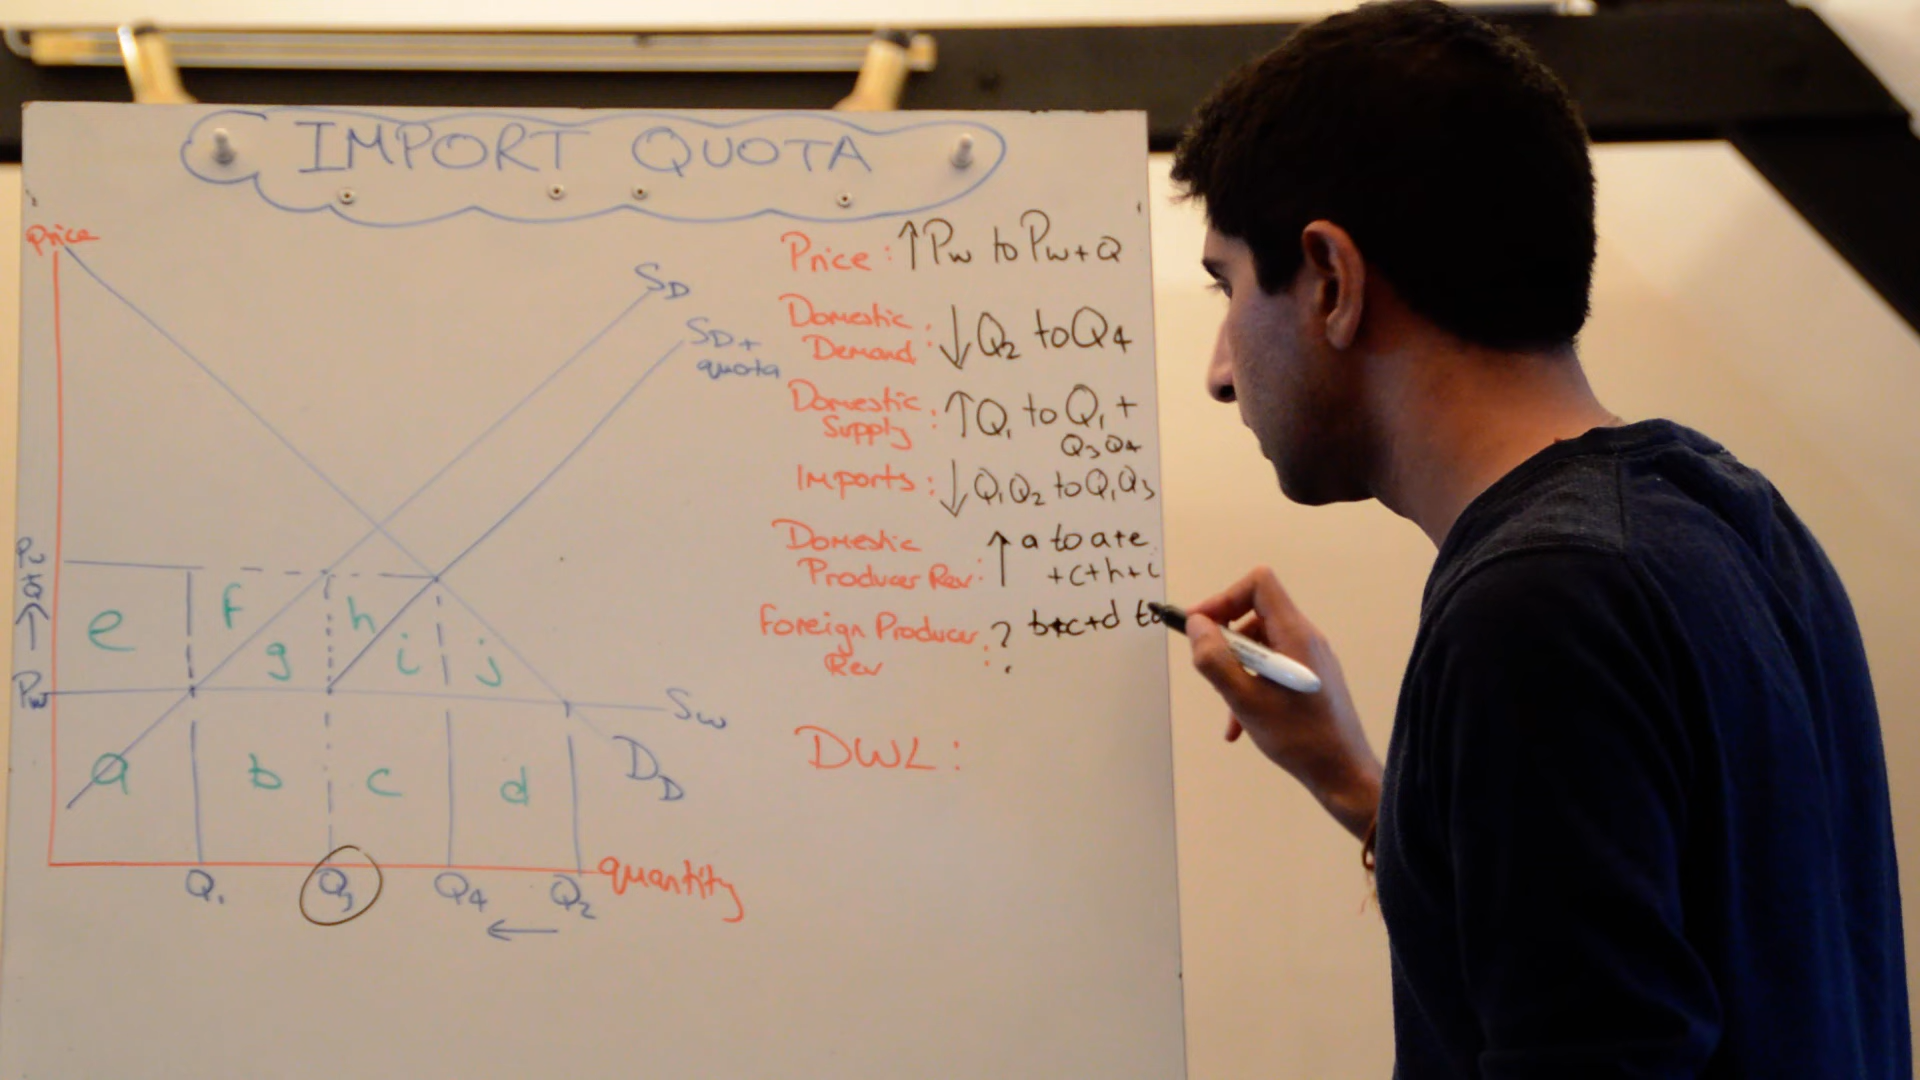 IMPORT QUOTA
Price
SD
SD+
quota
Pw
e
f
g
h
i
j
Pw
Sw
a
b
c
d
DD
Q1
Q3
Q4
Q2
quantity
Price: ↑Pw to Pw+Q
Domestic Demand: ↓Q2 to Q4
Domestic Supply: ↑Q1 to Q1 +
Q3Q4
Imports: ↓Q1Q2 to Q1Q3
Domestic Producer Rev: ↑ a to a+e
+c+h+i
Foreign Producer Rev: ? b+c+d to
DWL: